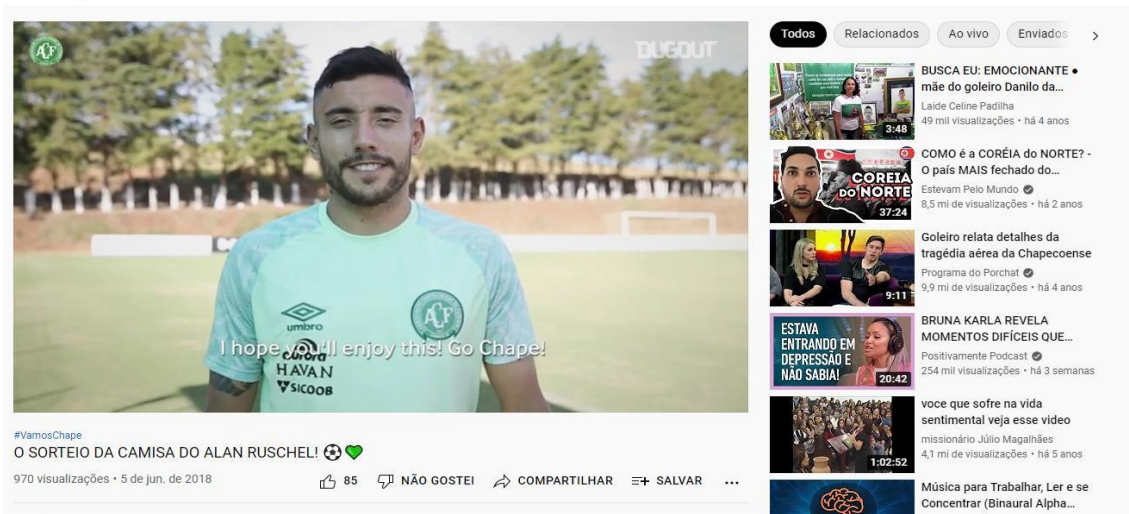 ACF
DUGOUT
umbro
ACF
I hope you'll enjoy this! Go Chape!
aurora
HAVAN
SICOOB
#VamosChape
O SORTEIO DA CAMISA DO ALAN RUSCHEL! ⚽💚
970 visualizações • 5 de jun. de 2018
85
NÃO GOSTEI
COMPARTILHAR
SALVAR
...
Todos
Relacionados
Ao vivo
Enviados
3:48
BUSCA EU: EMOCIONANTE ●
mãe do goleiro Danilo da...
Laide Celine Padilha
49 mil visualizações • há 4 anos
COREIA
DO NORTE
37:24
COMO é a CORÉIA do NORTE? -
O país MAIS fechado do...
Estevam Pelo Mundo
8,5 mi de visualizações • há 2 anos
9:11
Goleiro relata detalhes da
tragédia aérea da Chapecoense
Programa do Porchat
9,9 mi de visualizações • há 4 anos
ESTAVA
ENTRANDO EM
DEPRESSÃO E
NÃO SABIA!
20:42
BRUNA KARLA REVELA
MOMENTOS DIFÍCEIS QUE...
Positivamente Podcast
254 mil visualizações • há 3 semanas
1:02:52
voce que sofre na vida
sentimental veja esse video
missionário Júlio Magalhães
4,1 mi de visualizações • há 5 anos
Música para Trabalhar, Ler e se
Concentrar (Binaural Alpha...